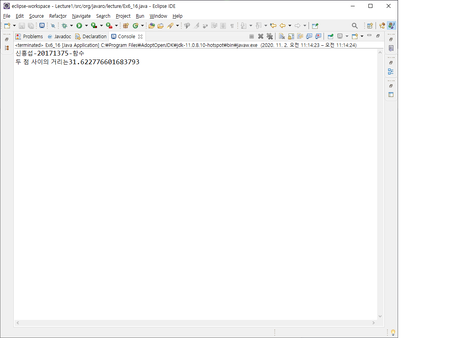 eclipse-workspace - Lecture1/src/org/javaro/lecture/Ex6_16.java - Eclipse IDE
File Edit Source Refactor Navigate Search Project Run Window Help
Problems Javadoc Declaration Console
<terminated> Ex6_16 [Java Application] C:\Program Files\AdoptOpenJDK\jdk-11.0.8.10-hotspot\bin\javaw.exe (2020. 11. 2. 오전 11:14:23 – 오전 11:14:24)
신홍섭-20171375-함수
두 점 사이의 거리는31.622776601683793